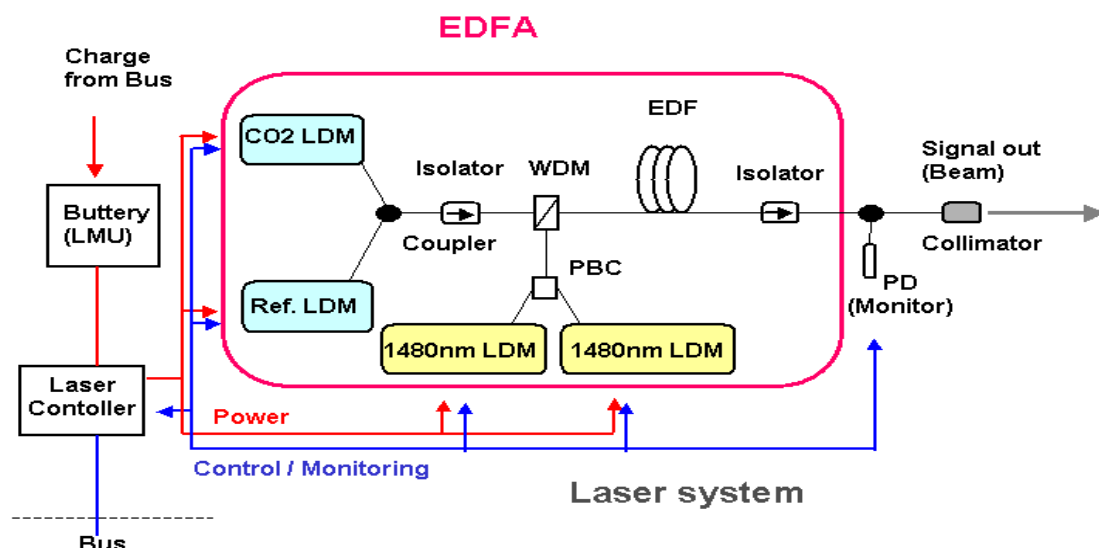 EDFA
Charge
from Bus
CO2 LDM
EDF
Isolator
WDM
Isolator
Signal out
(Beam)
Buttery
(LMU)
Coupler
Collimator
PBC
PD
(Monitor)
Ref. LDM
1480nm LDM
1480nm LDM
Laser
Contoller
Power
Control / Monitoring
Laser system
Bus